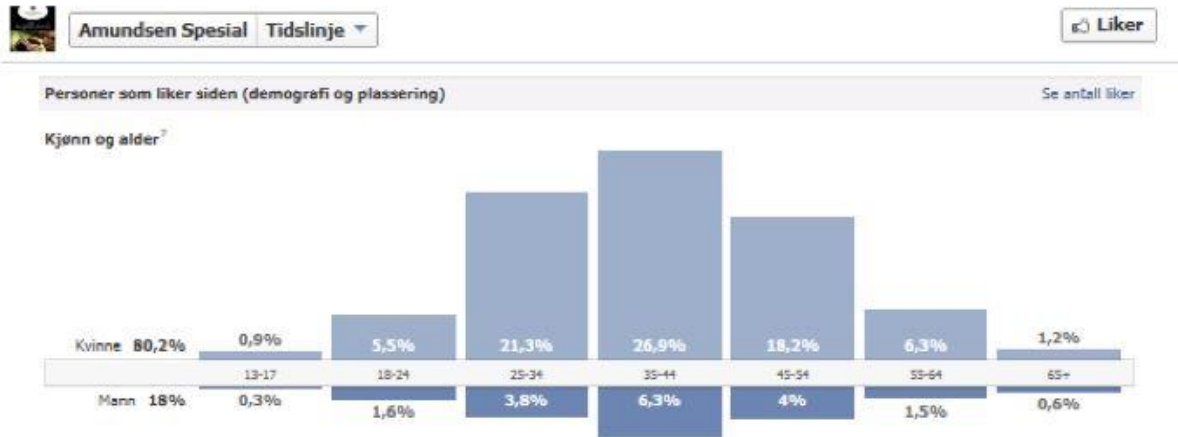 Amundsen Spesial Tidslinje
Liker
Personer som liker siden (demografi og plassering) Se antall liker
Kjønn og alder?
Kvinne 80,2% 0,9% 5,5% 21,3% 26,9% 18,2% 6,3% 1,2%
13-17 18-24 25-34 35-44 45-54 55-64 65+
Mann 18% 0,3% 1,6% 3,8% 6,3% 4% 1,5% 0,6%